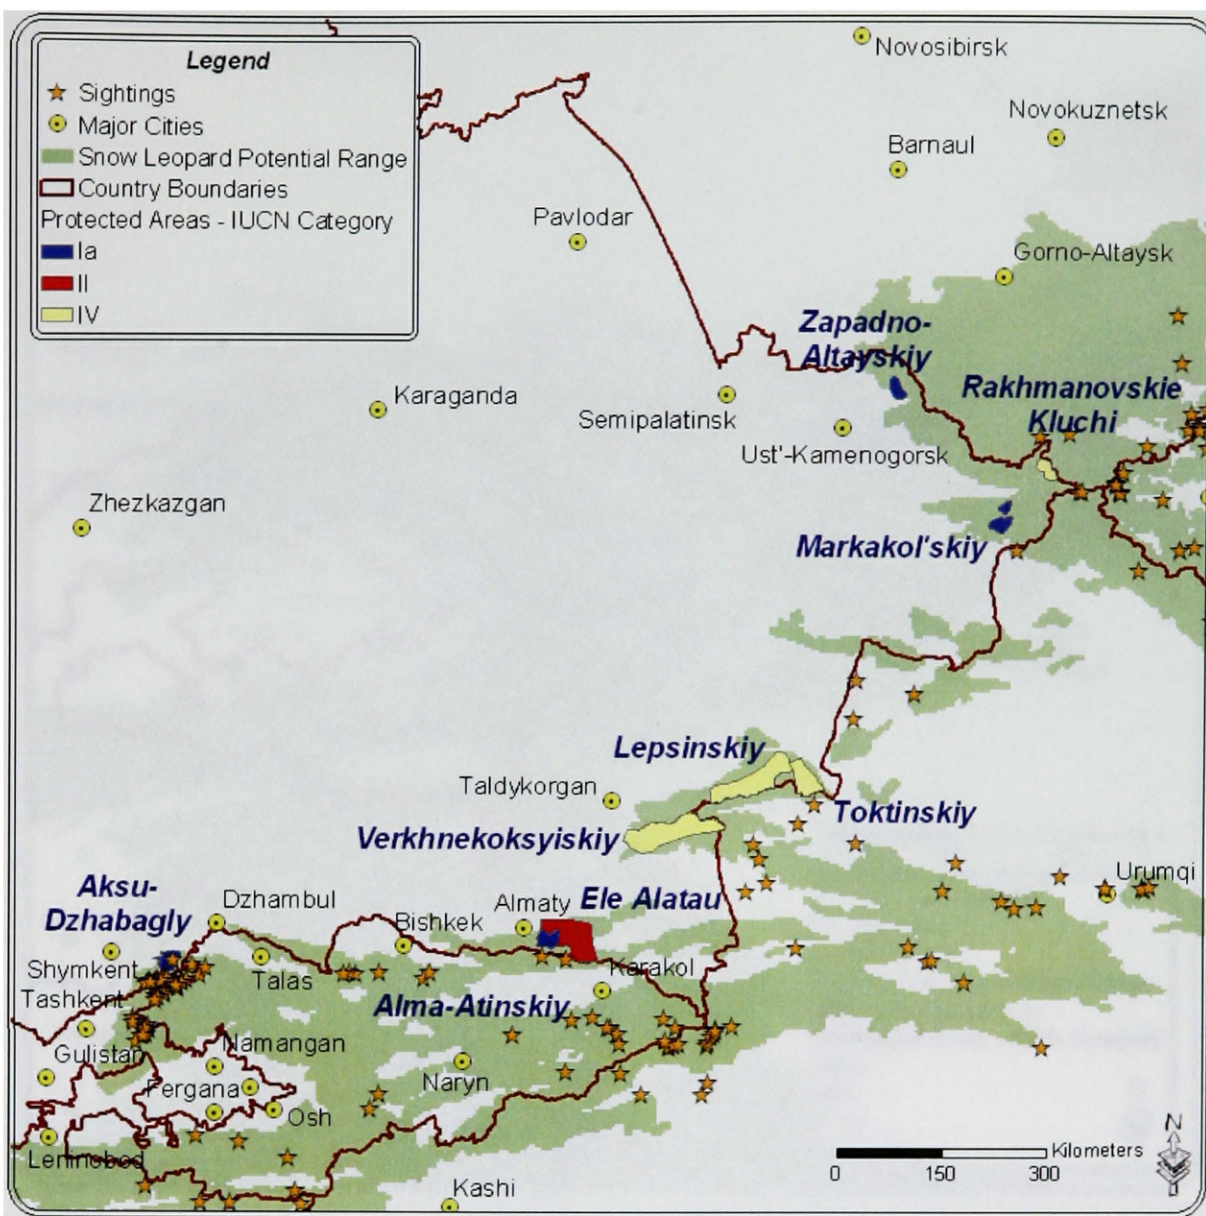 Legend
Sightings
Major Cities
Snow Leopard Potential Range
Country Boundaries
Protected Areas - IUCN Category
Ia
II
IV
Novosibirsk
Novokuznetsk
Barnaul
Pavlodar
Gorno-Altaysk
Zapadno-
Altayskiy
Rakhmanovskie
Kluchi
Karaganda
Semipalatinsk
Ust'-Kamenogorsk
Zhezkazgan
Markakol'skiy
Lepsinskiy
Taldykorgan
Toktinskiy
Verkhnekoksyiskiy
Urumqi
Aksu-
Dzhabagly
Dzhambul
Bishkek
Almaty
Ele Alatau
Shymkent
Talas
Karakol
Tashkent
Alma-Atinskiy
Gulistan
Namangan
Naryn
Fergana
Osh
Leninobod
Kashi
N
Kilometers
0 150 300